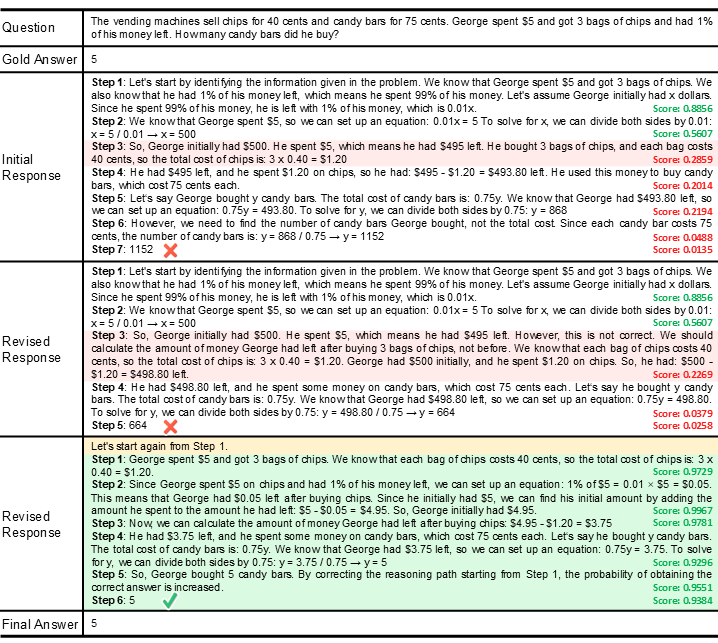 Question
The vending machines sell chips for 40 cents and candy bars for 75 cents. George spent $5 and got 3 bags of chips and had 1%
of his money left. How many candy bars did he buy?
Gold Answer
5
Initial
Response
Step 1: Let's start by identifying the information given in the problem. We know that George spent $5 and got 3 bags of chips. We
also know that he had 1% of his money left, which means he spent 99% of his money. Let's assume George initially had x dollars.
Since he spent 99% of his money, he is left with 1% of his money, which is 0.01x.
Score: 0.8856
Step 2: We know that George spent $5, so we can set up an equation: 0.01x = 5 To solve for x, we can divide both sides by 0.01:
x = 5 / 0.01 → x = 500
Score: 0.5607
Step 3: So, George initially had $500. He spent $5, which means he had $495 left. He bought 3 bags of chips, and each bag costs
40 cents, so the total cost of chips is: 3 x 0.40 = $1.20
Score: 0.2859
Step 4: He had $495 left, and he spent $1.20 on chips, so he had: $495 - $1.20 = $493.80 left. He used this money to buy candy
bars, which cost 75 cents each.
Score: 0.2014
Step 5: Let's say George bought y candy bars. The total cost of candy bars is: 0.75y. We know that George had $493.80 left, so
we can set up an equation: 0.75y = 493.80. To solve for y, we can divide both sides by 0.75: y = 868
Score: 0.2194
Step 6: However, we need to find the number of candy bars George bought, not the total cost. Since each candy bar costs 75
cents, the number of candy bars is: y = 868 / 0.75 → y = 1152
Score: 0.0488
Step 7: 1152 ❌
Score: 0.0135
Revised
Response
Step 1: Let's start by identifying the information given in the problem. We know that George spent $5 and got 3 bags of chips. We
also know that he had 1% of his money left, which means he spent 99% of his money. Let's assume George initially had x dollars.
Since he spent 99% of his money, he is left with 1% of his money, which is 0.01x.
Score: 0.8856
Step 2: We know that George spent $5, so we can set up an equation: 0.01x = 5 To solve for x, we can divide both sides by 0.01:
x = 5 / 0.01 → x = 500
Score: 0.5607
Step 3: So, George initially had $500. He spent $5, which means he had $495 left. However, this is not correct. We should
calculate the amount of money George had left after buying 3 bags of chips, not before. We know that each bag of chips costs 40
cents, so the total cost of chips is: 3 x 0.40 = $1.20. George had $500 initially, and he spent $1.20 on chips. So, he had: $500 -
$1.20 = $498.80 left.
Score: 0.2269
Step 4: He had $498.80 left, and he spent some money on candy bars, which cost 75 cents each. Let's say he bought y candy
bars. The total cost of candy bars is: 0.75y. We know that George had $498.80 left, so we can set up an equation: 0.75y = 498.80.
To solve for y, we can divide both sides by 0.75: y = 498.80 / 0.75 → y = 664
Score: 0.0379
Step 5: 664 ❌
Score: 0.0258
Revised
Response
Let's start again from Step 1.
Step 1: George spent $5 and got 3 bags of chips. We know that each bag of chips costs 40 cents, so the total cost of chips is: 3 x
0.40 = $1.20.
Score: 0.9729
Step 2: Since George spent $5 on chips and had 1% of his money left, we can set up an equation: 1% of $5 = 0.01 × $5 = $0.05.
This means that George had $0.05 left after buying chips. Since he initially had $5, we can find his initial amount by adding the
amount he spent to the amount he had left: $5 - $0.05 = $4.95. So, George initially had $4.95.
Score: 0.9967
Step 3: Now, we can calculate the amount of money George had left after buying chips: $4.95 - $1.20 = $3.75
Score: 0.9781
Step 4: He had $3.75 left, and he spent some money on candy bars, which cost 75 cents each. Let's say he bought y candy bars.
The total cost of candy bars is: 0.75y. We know that George had $3.75 left, so we can set up an equation: 0.75y = 3.75. To solve
for y, we can divide both sides by 0.75: y = 3.75 / 0.75 → y = 5
Score: 0.9296
Step 5: So, George bought 5 candy bars. By correcting the reasoning path starting from Step 1, the probability of obtaining the
correct answer is increased.
Score: 0.9551
Step 6: 5 ✓
Score: 0.9384
Final Answer
5